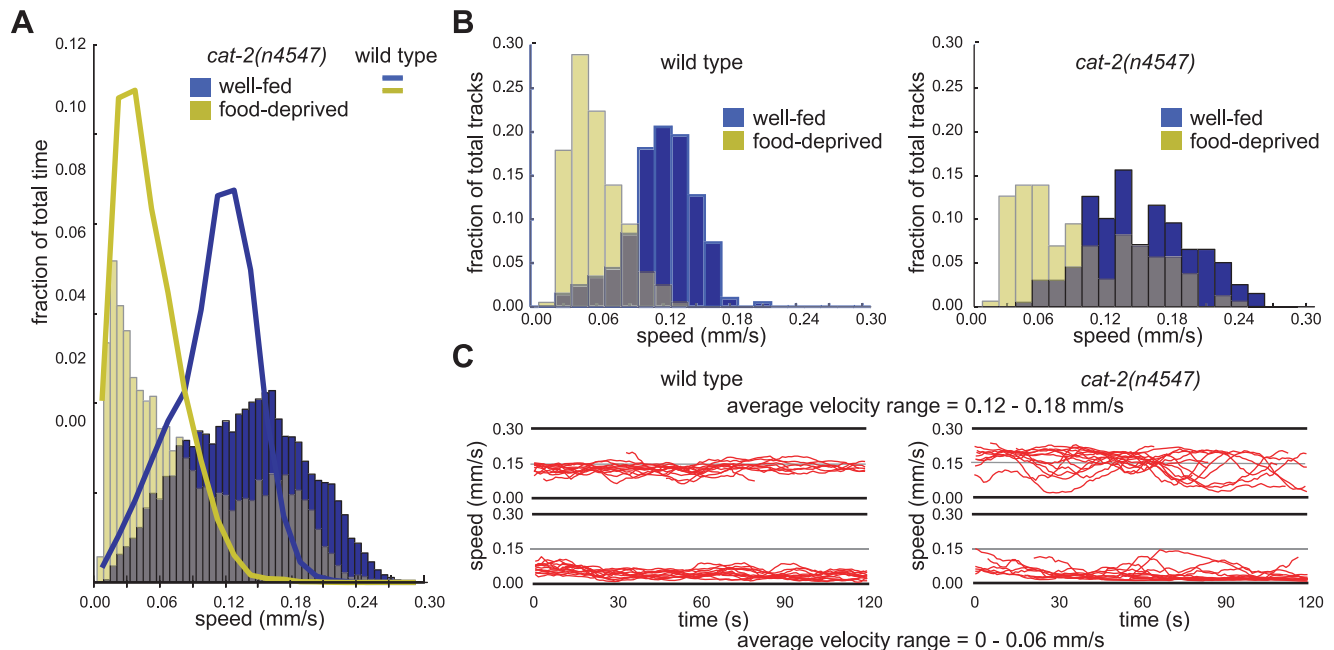 A
cat-2(n4547) wild type
well-fed
food-deprived
0.12
0.10
0.08
0.06
0.04
0.02
0.00
fraction of total time
0.00 0.06 0.12 0.18 0.24 0.30
speed (mm/s)
B
wild type
well-fed
food-deprived
0.30
0.30
0.20
0.15
0.10
0.05
0.00
fraction of total tracks
0.00 0.06 0.12 0.18 0.24 0.30
speed (mm/s)
cat-2(n4547)
well-fed
food-deprived
0.30
0.30
0.20
0.15
0.10
0.05
0.00
fraction of total tracks
0.00 0.06 0.12 0.18 0.24 0.30
speed (mm/s)
C
wild type cat-2(n4547)
average velocity range = 0.12 - 0.18 mm/s
speed (mm/s)
0.30
0.15
0.00
0.30
0.15
0.00
0 30 60 90 120
time (s)
speed (mm/s)
0.30
0.15
0.00
0.30
0.15
0.00
0 30 60 90 120
time (s)
average velocity range = 0 - 0.06 mm/s